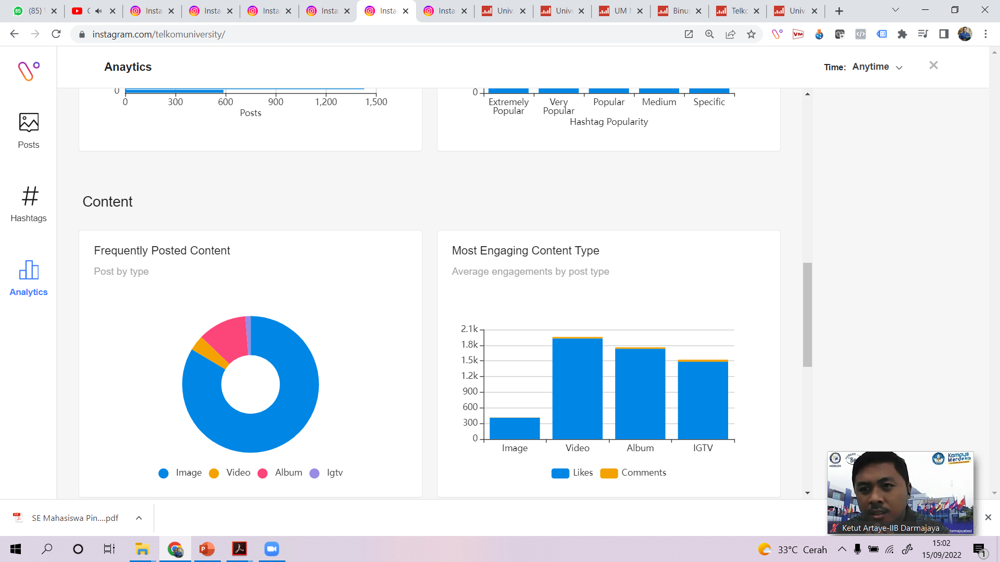 (85)
Insta
Insta
Insta
Insta
Insta
Insta
Univ
Unive
UM
Binus
Telko
Univ
instagram.com/telkomuniversity/
Anaytics
Time: Anytime
0
0 300 600 900 1,200 1,500
Posts
0
Extremely Popular
Very Popular
Popular
Medium
Specific
Hashtag Popularity
Posts
Hashtags
Analytics
Content
Frequently Posted Content
Post by type
Image Video Album Igtv
Most Engaging Content Type
Average engagements by post type
2.1k
1.8k
1.5k
1.2k
900
600
300
0
Image Video Album IGTV
Likes Comments
Kampus
Merdeka
Ketut Artaye-IIB Darmajaya
SE Mahasiswa Pin....pdf
33°C Cerah
15:02
15/09/2022
1